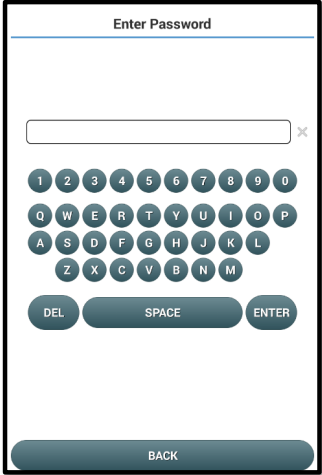 Enter Password
1 2 3 4 5 6 7 8 9 0
Q W E R T Y U I O P
A S D F G H J K L
Z X C V B N M
DEL SPACE ENTER
BACK